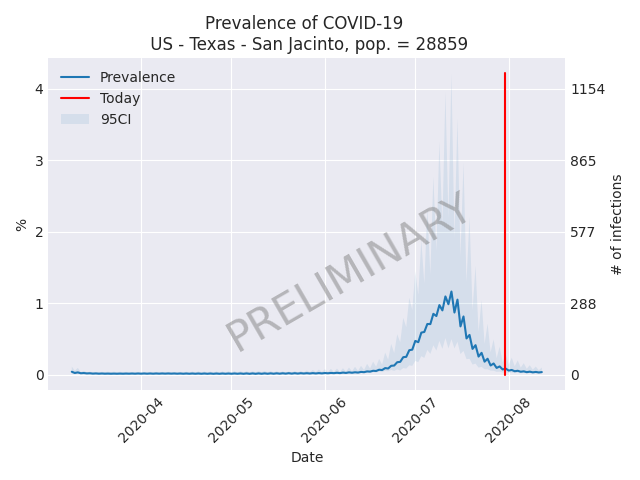 Prevalence of COVID-19
US - Texas - San Jacinto, pop. = 28859
Prevalence
Today
95CI
4
3
2
1
0
%
1154
865
577
288
0
# of infections
PRELIMINARY
2020-04
2020-05
2020-06
2020-07
2020-08
Date